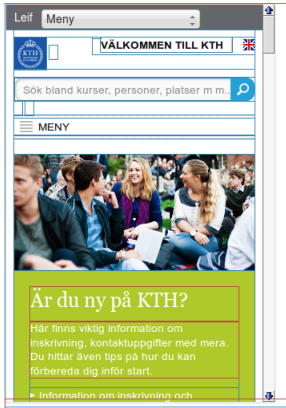 Leif Meny
KTH
VÄLKOMMEN TILL KTH
Sök bland kurser, personer, platser m m..
MENY
Är du ny på KTH?
Här finns viktig information om
inskrivning, kontaktuppgifter med mera.
Du hittar även tips på hur du kan
förbereda dig inför start.
Information om inskrivning och